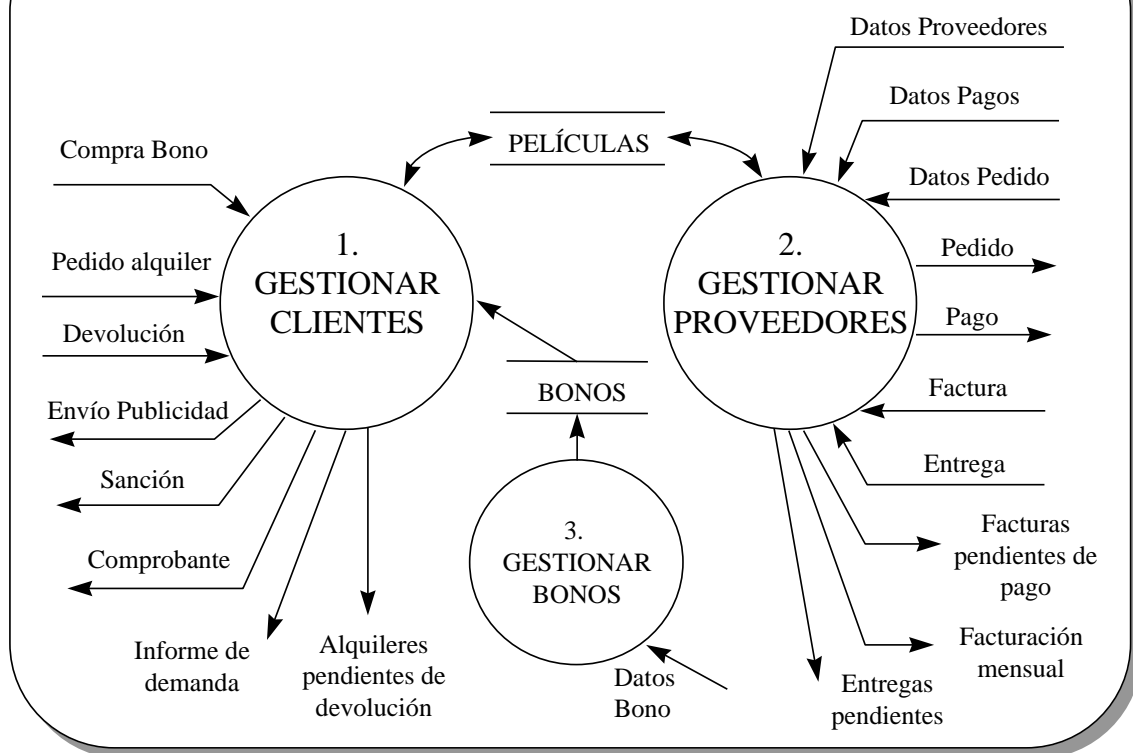 Datos Proveedores
Datos Pagos
PELÍCULAS
Compra Bono
Datos Pedido
1.
GESTIONAR
CLIENTES
2.
GESTIONAR
PROVEEDORES
Pedido alquiler
Pedido
Devolución
Pago
BONOS
Factura
Envío Publicidad
Entrega
Sanción
3.
GESTIONAR
BONOS
Facturas
pendientes de
pago
Comprobante
Informe de
demanda
Alquileres
pendientes de
devolución
Datos
Bono
Entregas
pendientes
Facturación
mensual